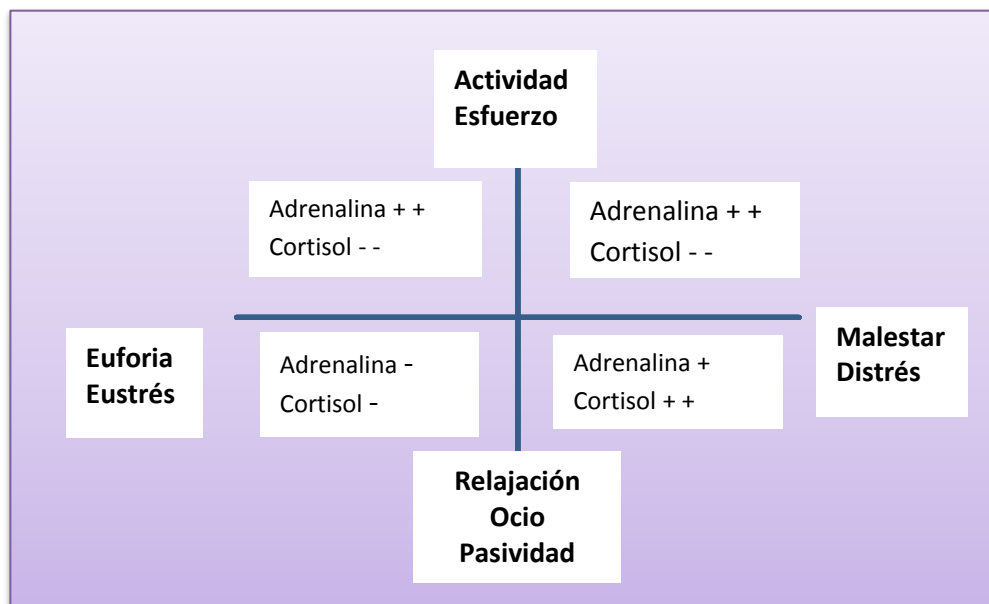 Actividad
Esfuerzo
Adrenalina + +
Cortisol - -
Adrenalina + +
Cortisol - -
Euforia
Eustrés
Adrenalina -
Cortisol -
Adrenalina +
Cortisol + +
Malestar
Distrés
Relajación
Ocio
Pasividad